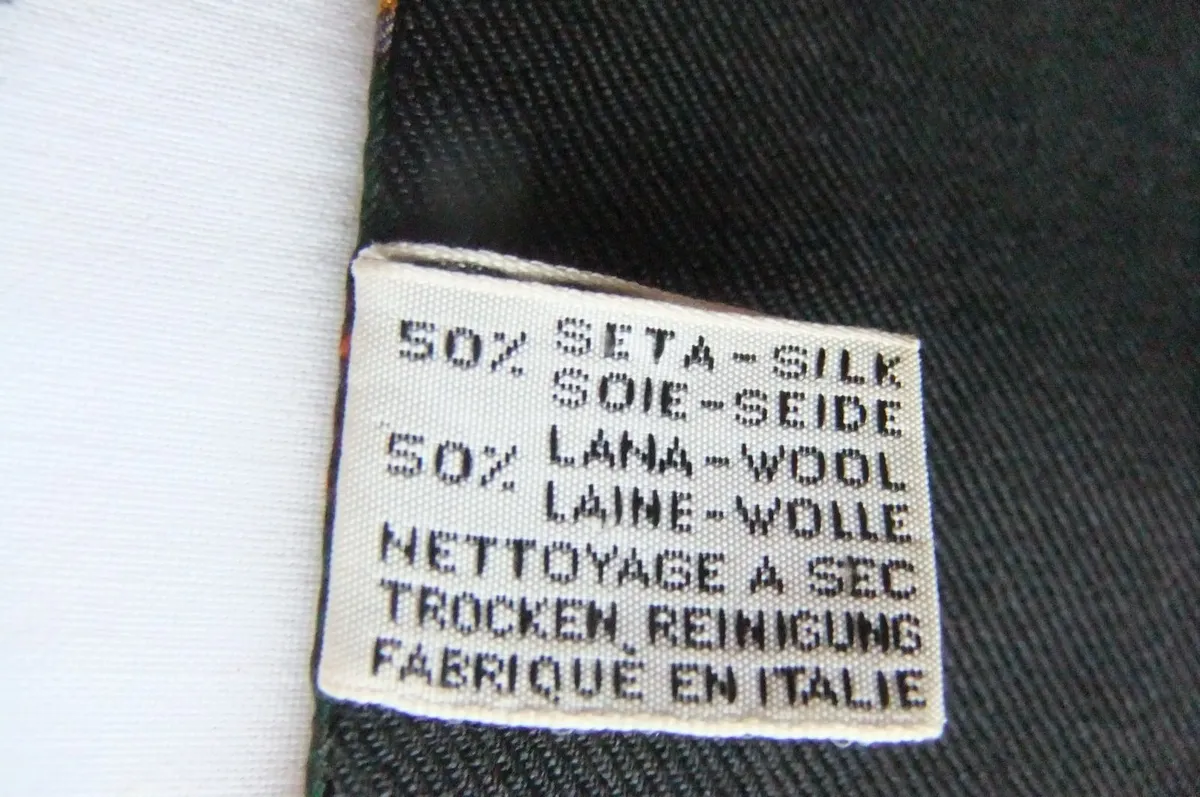 50% SETA-SILK
SOIE-SEIDE
50% LANA-WOOL
LAINE-WOLLE
NETTOYAGE A SEC
TROCKEN REINIGUNG
FABRIQUÉ EN ITALIE